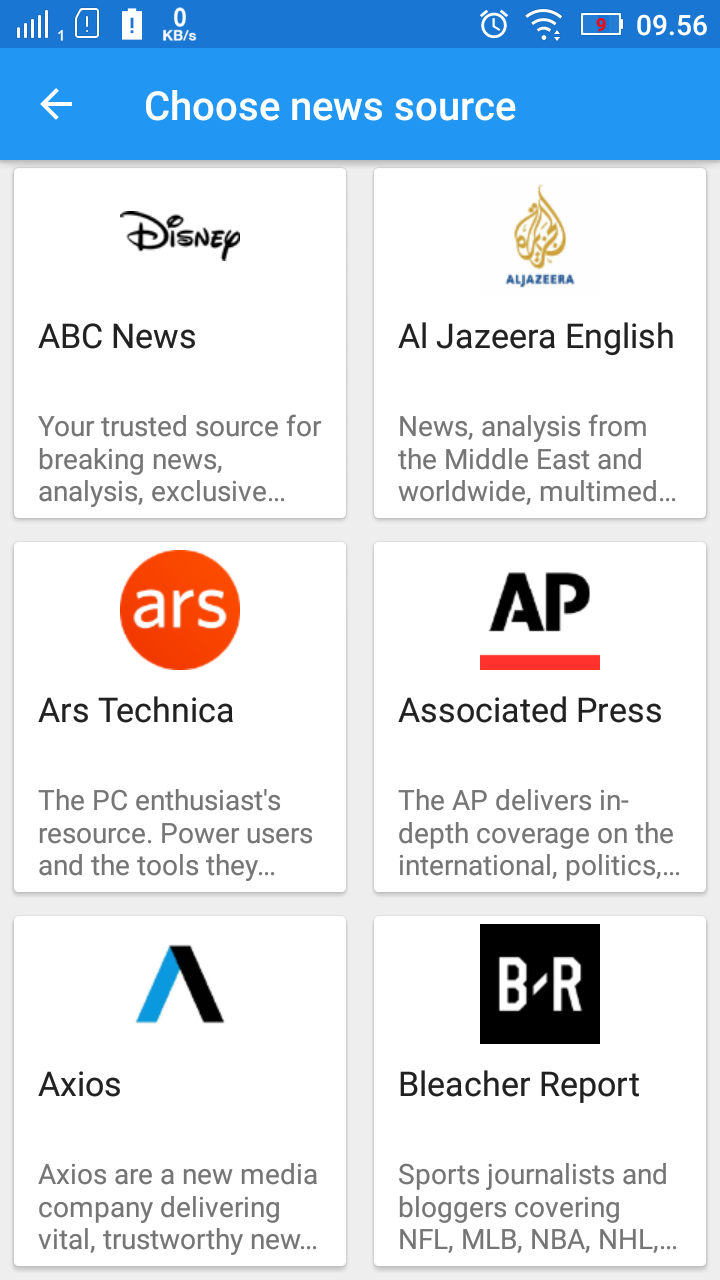 1 0 KB/s 9 09.56
Choose news source
Disney
ALJAZEERA
ABC News
Al Jazeera English
Your trusted source for
breaking news,
analysis, exclusive...
News, analysis from
the Middle East and
worldwide, multimed...
ars
AP
Ars Technica
Associated Press
The PC enthusiast's
resource. Power users
and the tools they...
The AP delivers in-
depth coverage on the
international, politics,...
B/R
Axios
Bleacher Report
Axios are a new media
company delivering
vital, trustworthy new...
Sports journalists and
bloggers covering
NFL, MLB, NBA, NHL,...